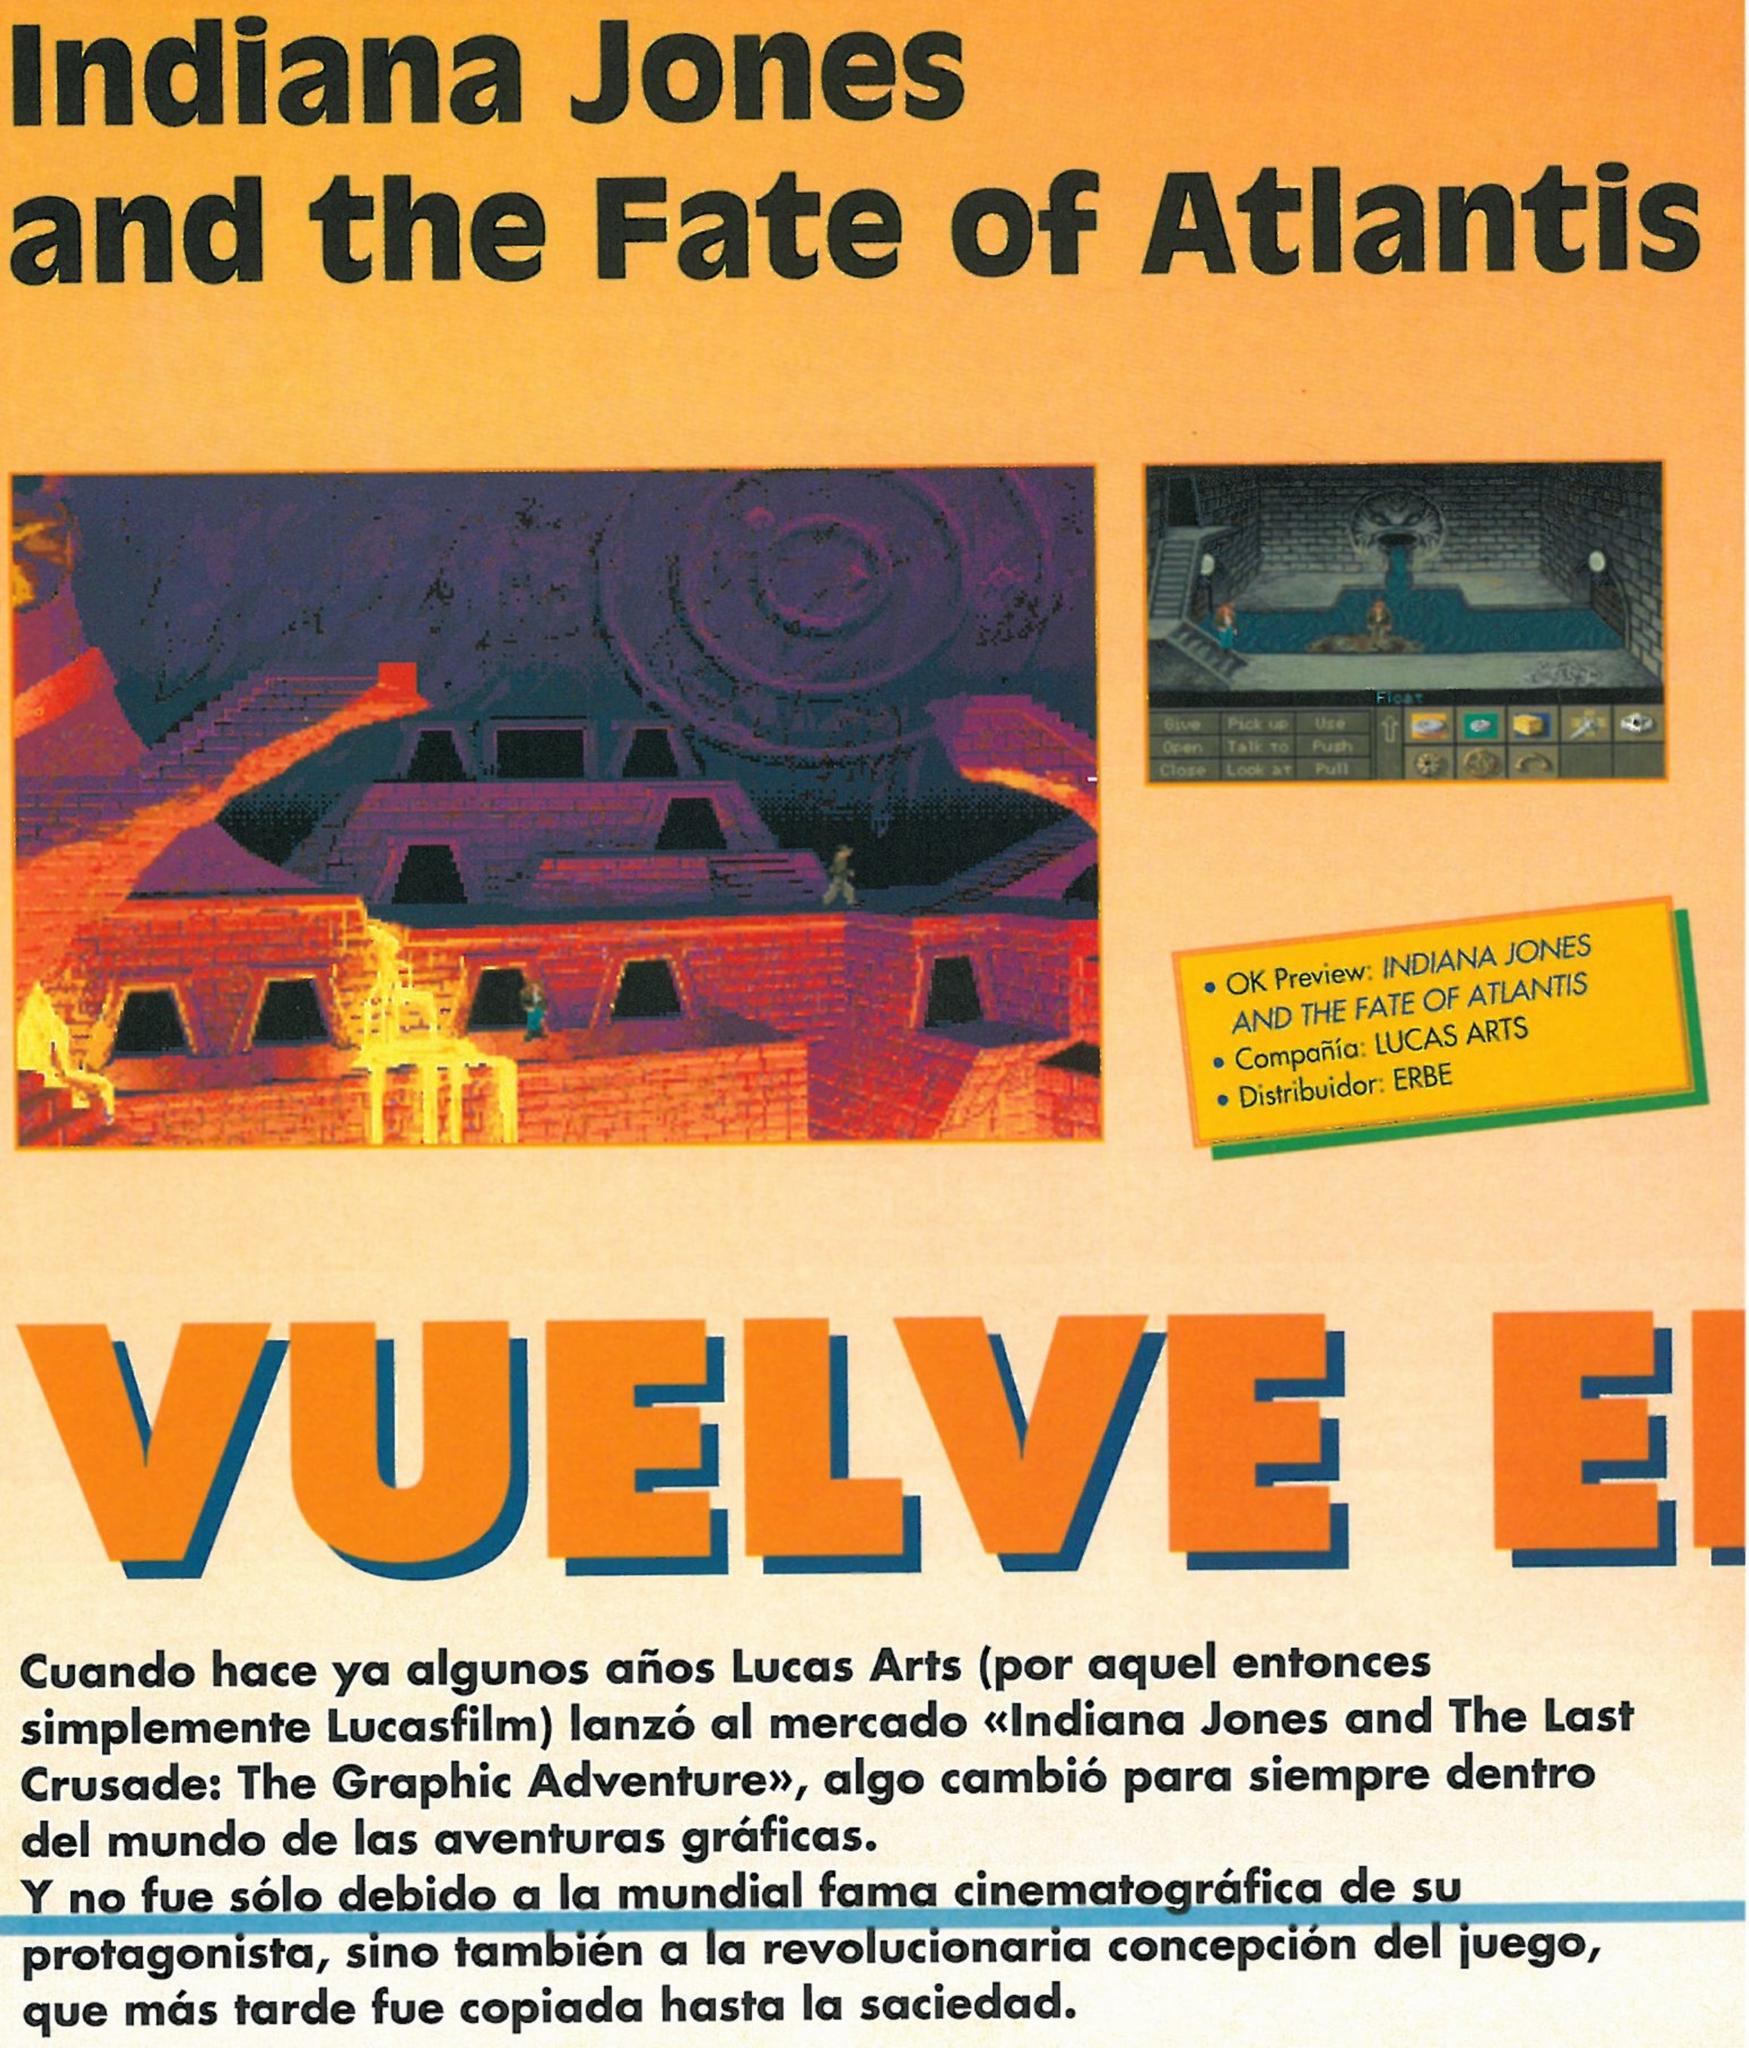 Indiana Jones
and the Fate of Atlantis
Float
Give Pick up Use
Open Talk to Push
Close Look at Pull
• OK Preview: INDIANA JONES
AND THE FATE OF ATLANTIS
• Compañía: LUCAS ARTS
• Distribuidor: ERBE
VUELVE E
Cuando hace ya algunos años Lucas Arts (por aquel entonces
simplemente Lucasfilm) lanzó al mercado «Indiana Jones and The Last
Crusade: The Graphic Adventure», algo cambió para siempre dentro
del mundo de las aventuras gráficas.
Y no fue sólo debido a la mundial fama cinematográfica de su
protagonista, sino también a la revolucionaria concepción del juego,
que más tarde fue copiada hasta la saciedad.